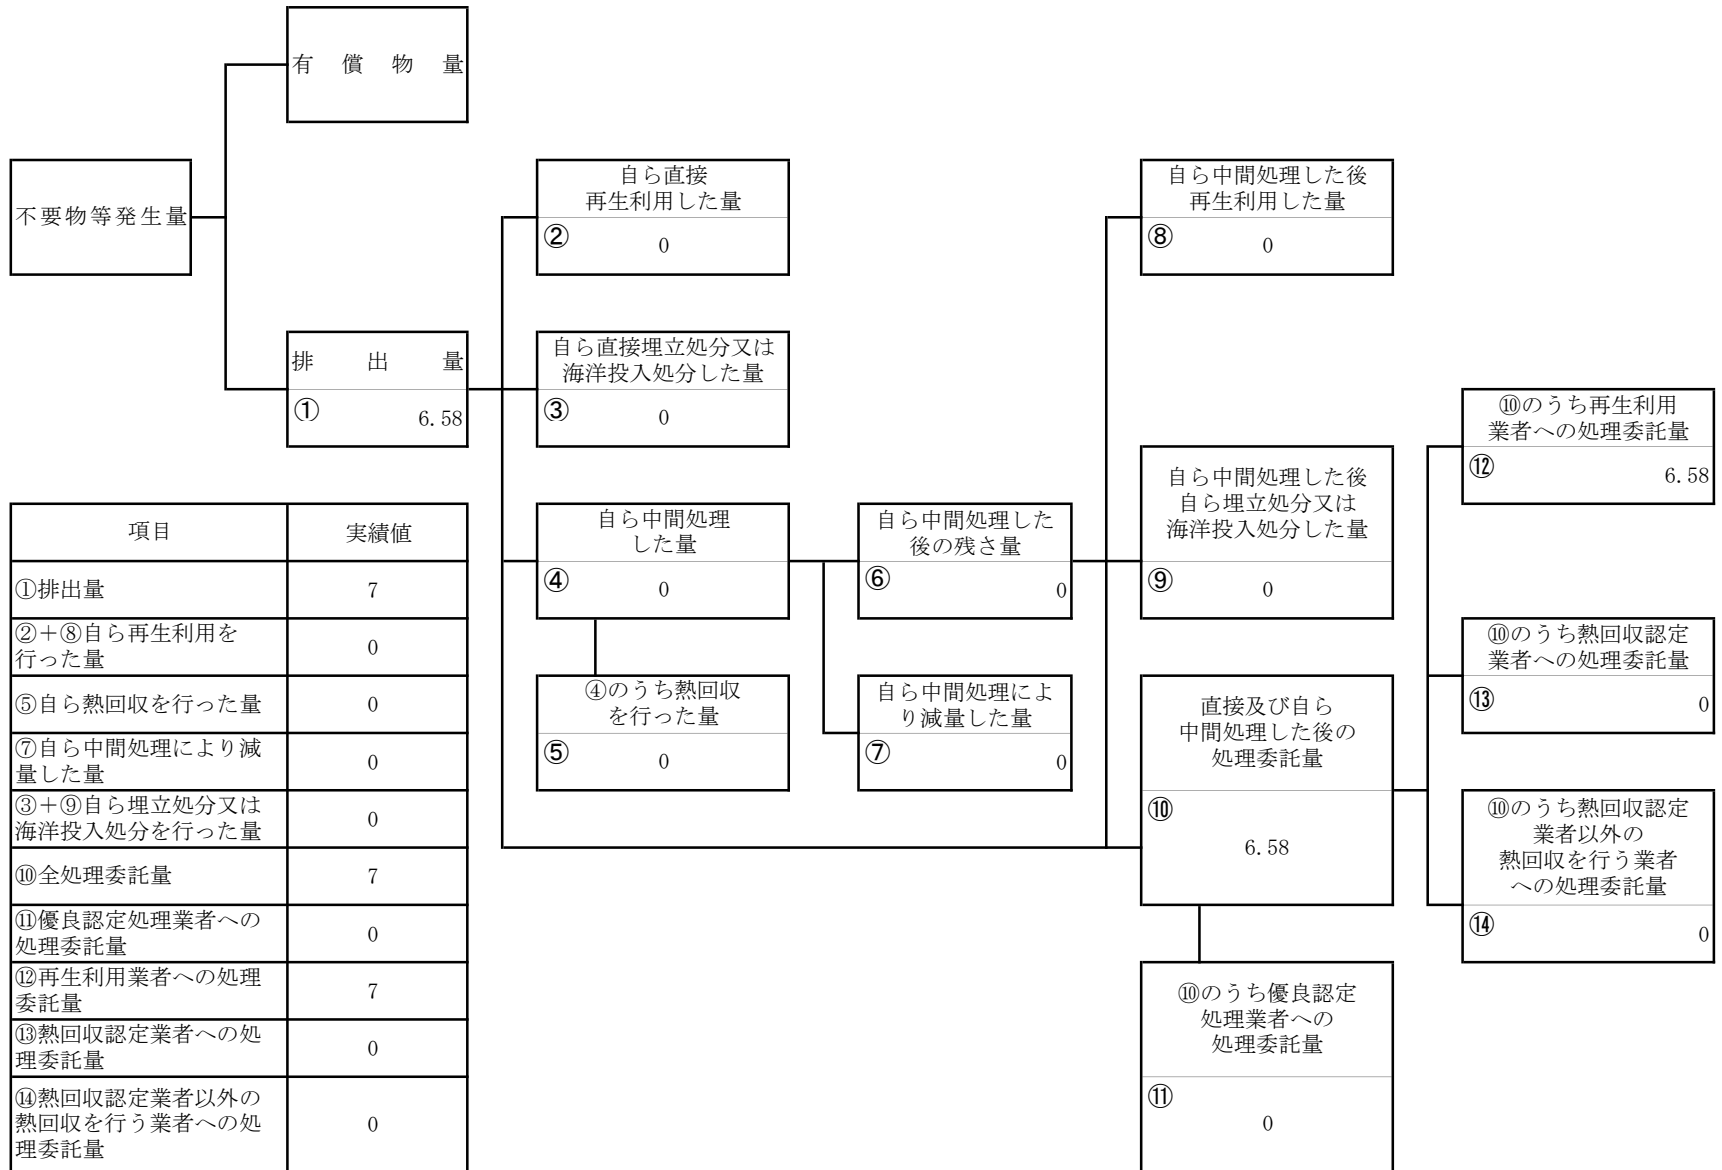 有償物量
不要物等発生量
排出量
①
6.58
自ら直接
再生利用した量
②
0
自ら直接埋立処分又は
海洋投入処分した量
③
0
自ら中間処理
した量
④
0
④のうち熱回収
を行った量
⑤
0
自ら中間処理した
後の残さ量
⑥
0
自ら中間処理によ
り減量した量
⑦
0
自ら中間処理した後
再生利用した量
⑧
0
自ら中間処理した後
自ら埋立処分又は
海洋投入処分した量
⑨
0
直接及び自ら
中間処理した後の
処理委託量
⑩
6.58
⑩のうち優良認定
処理業者への
処理委託量
⑪
0
⑩のうち再生利用
業者への処理委託量
⑫
6.58
⑩のうち熱回収認定
業者への処理委託量
⑬
0
⑩のうち熱回収認定
業者以外の
熱回収を行う業者
への処理委託量
⑭
0
項目 実績値
①排出量 7
②+⑧自ら再生利用を
行った量 0
⑤自ら熱回収を行った量 0
⑦自ら中間処理により減
量した量 0
③+⑨自ら埋立処分又は
海洋投入処分を行った量 0
⑩全処理委託量 7
⑪優良認定処理業者への
処理委託量 0
⑫再生利用業者への処理
委託量 7
⑬熱回収認定業者への処
理委託量 0
⑭熱回収認定業者以外の
熱回収を行う業者への処
理委託量 0